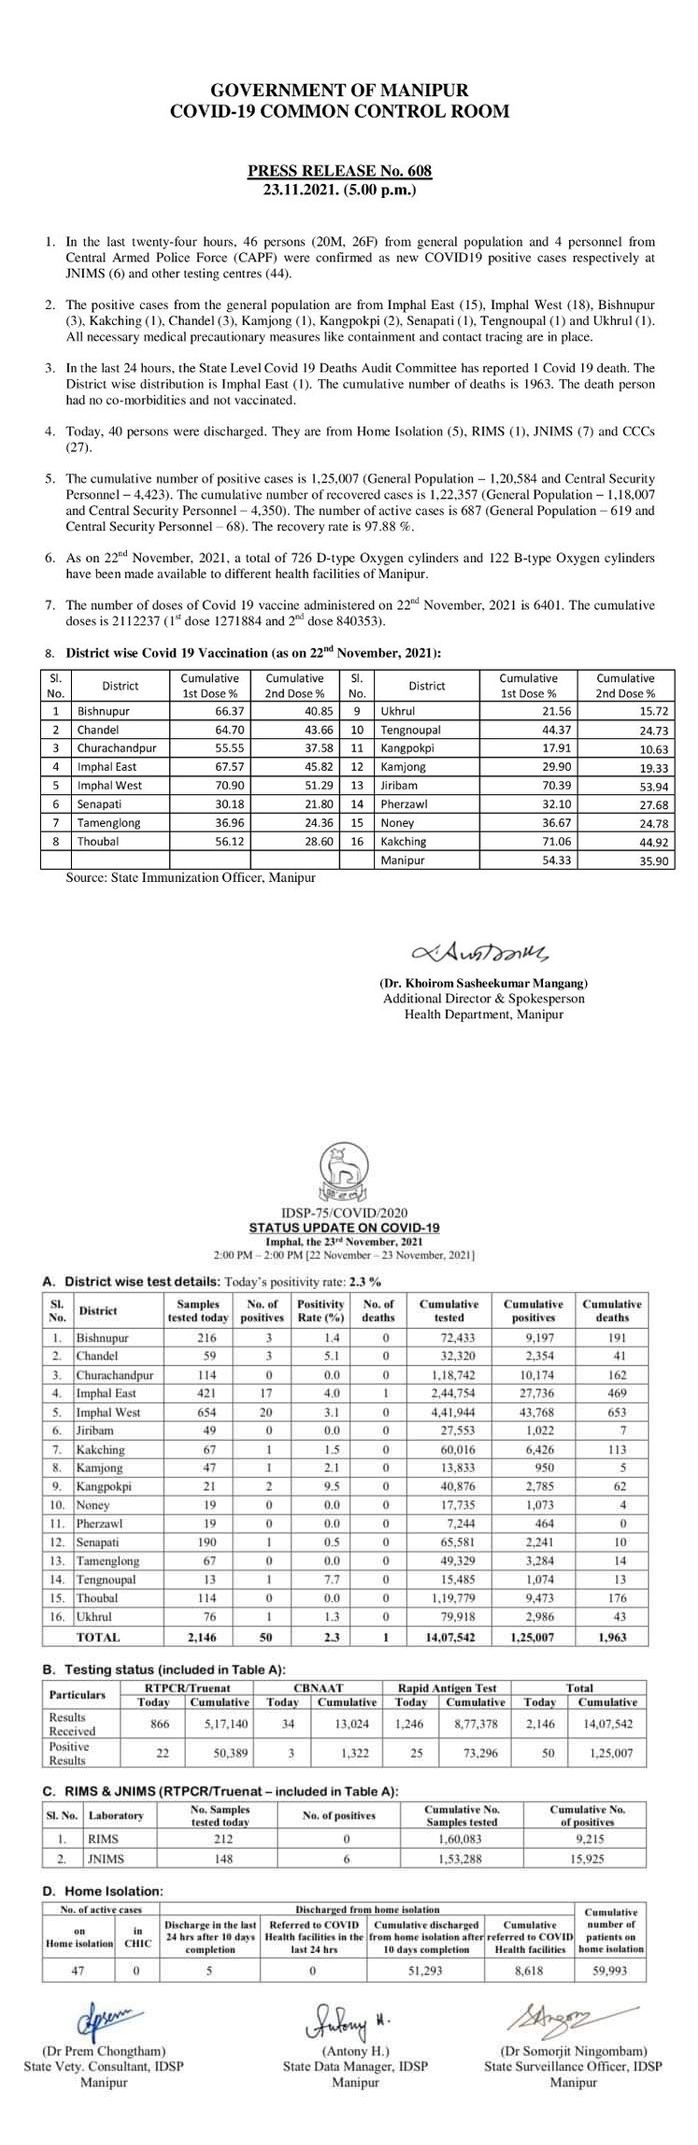 GOVERNMENT OF MANIPUR
COVID-19 COMMON CONTROL ROOM
PRESS RELEASE No. 608
23.11.2021. (5.00 p.m.)
1. In the last twenty-four hours, 46 persons (20M, 26F) from general population and 4 personnel from
Central Armed Police Force (CAPF) were confirmed as new COVID19 positive cases respectively at
JNIMS (6) and other testing centres (44).
2. The positive cases from the general population are from Imphal East (15), Imphal West (18), Bishnupur
(3), Kakching (1), Chandel (3), Kamjong (1), Kangpokpi (2), Senapati (1), Tengnoupal (1) and Ukhrul (1).
All necessary medical precautionary measures like containment and contact tracing are in place.
3. In the last 24 hours, the State Level Covid 19 Deaths Audit Committee has reported 1 Covid 19 death. The
District wise distribution is Imphal East (1). The cumulative number of deaths is 1963. The death person
had no co-morbidities and not vaccinated.
4. Today, 40 persons were discharged. They are from Home Isolation (5), RIMS (1), JNIMS (7) and CCCs
(27).
5. The cumulative number of positive cases is 1,25,007 (General Population – 1,20,584 and Central Security
Personnel – 4,423). The cumulative number of recovered cases is 1,22,357 (General Population – 1,18,007
and Central Security Personnel – 4,350). The number of active cases is 687 (General Population – 619 and
Central Security Personnel – 68). The recovery rate is 97.88 %.
6. As on 22nd November, 2021, a total of 726 D-type Oxygen cylinders and 122 B-type Oxygen cylinders
have been made available to different health facilities of Manipur.
7. The number of doses of Covid 19 vaccine administered on 22nd November, 2021 is 6401. The cumulative
doses is 2112237 (1st dose 1271884 and 2nd dose 840353).
8. District wise Covid 19 Vaccination (as on 22nd November, 2021):
Sl. No. District Cumulative 1st Dose % Cumulative 2nd Dose % Sl. No. District Cumulative 1st Dose % Cumulative 2nd Dose %
1 Bishnupur 66.37 40.85 9 Ukhrul 21.56 15.72
2 Chandel 64.70 43.66 10 Tengnoupal 44.37 24.73
3 Churachandpur 55.55 37.58 11 Kangpokpi 17.91 10.63
4 Imphal East 67.57 45.82 12 Kamjong 29.90 19.33
5 Imphal West 70.90 51.29 13 Jiribam 70.39 53.94
6 Senapati 30.18 21.80 14 Pherzawl 32.10 27.68
7 Tamenglong 36.96 24.36 15 Noney 36.67 24.78
8 Thoubal 56.12 28.60 16 Kakching 71.06 44.92
Manipur 54.33 35.90
Source: State Immunization Officer, Manipur
(Dr. Khoirom Sasheekumar Mangang)
Additional Director & Spokesperson
Health Department, Manipur
IDSP-75/COVID/2020
STATUS UPDATE ON COVID-19
Imphal, the 23rd November, 2021
2:00 PM – 2:00 PM [22 November – 23 November, 2021]
A. District wise test details: Today's positivity rate: 2.3 %
Sl. No. District Samples tested today No. of positives Positivity Rate (%) No. of deaths Cumulative tested Cumulative positives Cumulative deaths
1. Bishnupur 216 3 1.4 0 72,433 9,197 191
2. Chandel 59 3 5.1 0 32,320 2,354 41
3. Churachandpur 114 0 0.0 0 1,18,742 10,174 162
4. Imphal East 421 17 4.0 1 2,44,754 27,736 469
5. Imphal West 654 20 3.1 0 4,41,944 43,768 653
6. Jiribam 49 0 0.0 0 27,553 1,022 7
7. Kakching 67 1 1.5 0 60,016 6,426 113
8. Kamjong 47 1 2.1 0 13,833 950 5
9. Kangpokpi 21 2 9.5 0 40,876 2,785 62
10. Noney 19 0 0.0 0 17,735 1,073 4
11. Pherzawl 19 0 0.0 0 7,244 464 0
12. Senapati 190 1 0.5 0 65,581 2,241 10
13. Tamenglong 67 0 0.0 0 49,329 3,284 14
14. Tengnoupal 13 1 7.7 0 15,485 1,074 13
15. Thoubal 114 0 0.0 0 1,19,779 9,473 176
16. Ukhrul 76 1 1.3 0 79,918 2,986 43
TOTAL 2,146 50 2.3 1 14,07,542 1,25,007 1,963
B. Testing status (included in Table A):
Particulars RTPCR/Truenat CBNAAT Rapid Antigen Test Total
Today Cumulative Today Cumulative Today Cumulative Today Cumulative
Results Received 866 5,17,140 34 13,024 1,246 8,77,378 2,146 14,07,542
Positive Results 22 50,389 3 1,322 25 73,296 50 1,25,007
C. RIMS & JNIMS (RTPCR/Truenat – included in Table A):
Sl. No. Laboratory No. Samples tested today No. of positives Cumulative No. Samples tested Cumulative No. of positives
1. RIMS 212 0 1,60,083 9,215
2. JNIMS 148 6 1,53,288 15,925
D. Home Isolation:
No. of active cases Discharged from home isolation Cumulative number of patients on home isolation
on Home isolation in CHIC Discharge in the last 24 hrs after 10 days completion Referred to COVID Health facilities in the last 24 hrs Cumulative discharged from home isolation after 10 days completion Cumulative referred to COVID Health facilities
47 0 5 0 51,293 8,618 59,993
Antony H.
(Dr Prem Chongtham) (Antony H.) (Dr Somorjit Ningombam)
State Vety. Consultant, IDSP State Data Manager, IDSP State Surveillance Officer, IDSP
Manipur Manipur Manipur